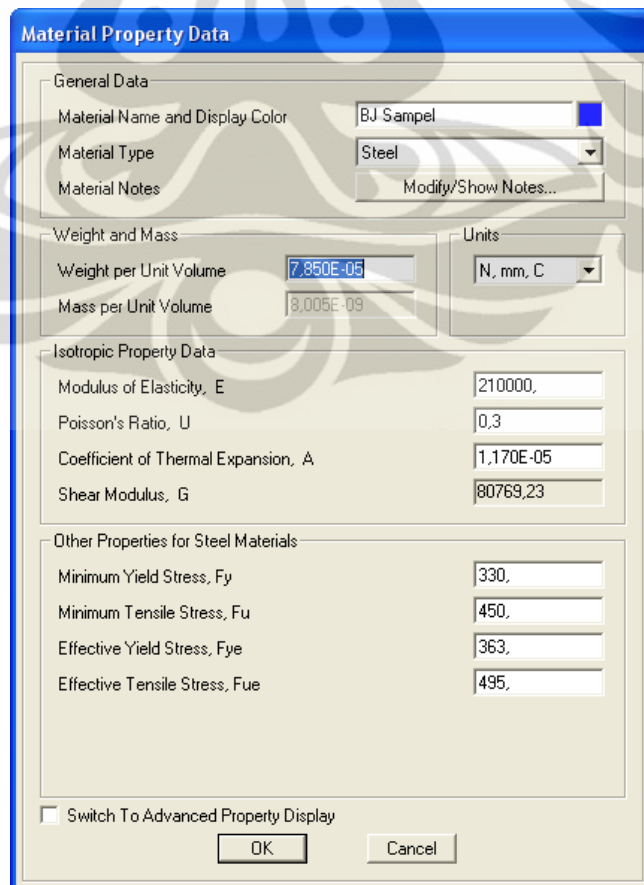 Material Property Data
General Data
Material Name and Display Color BJ Sampel
Material Type Steel
Material Notes Modify/Show Notes...
Weight and Mass Units
Weight per Unit Volume 7,850E-05 N, mm, C
Mass per Unit Volume 8,005E-09
Isotropic Property Data
Modulus of Elasticity, E 210000,
Poisson's Ratio, U 0,3
Coefficient of Thermal Expansion, A 1,170E-05
Shear Modulus, G 80769,23
Other Properties for Steel Materials
Minimum Yield Stress, Fy 330,
Minimum Tensile Stress, Fu 450,
Effective Yield Stress, Fye 363,
Effective Tensile Stress, Fue 495,
Switch To Advanced Property Display
OK Cancel